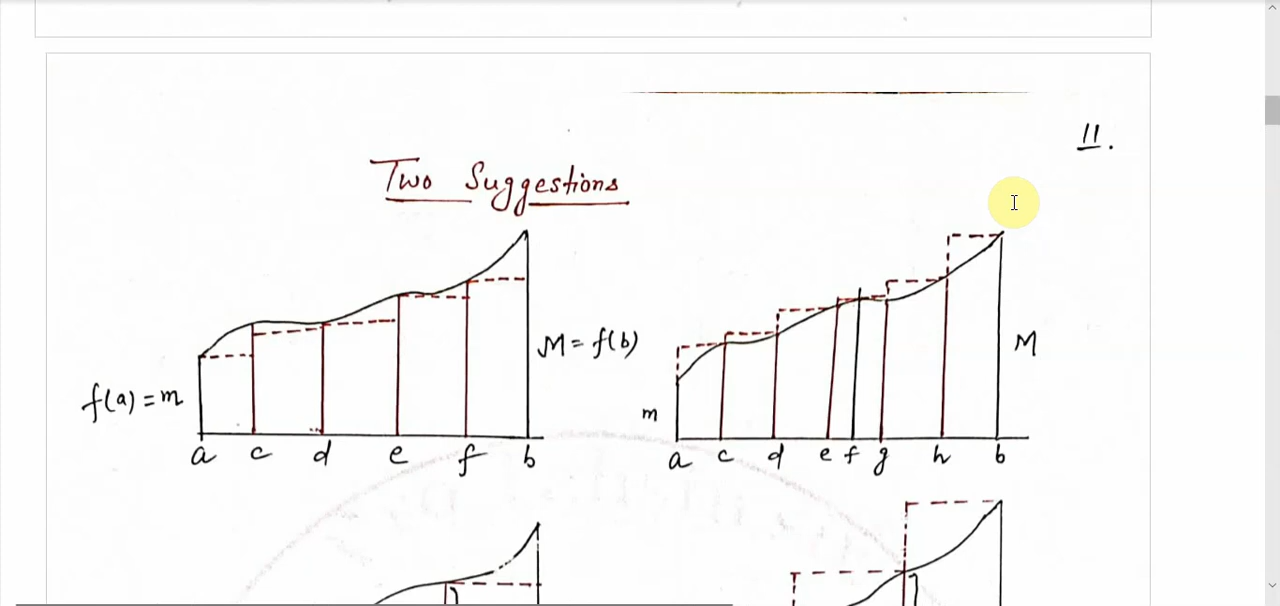 11.
Two Suggestions
M = f(b)
M
f(a) = m
m
a c d e f b
a c d e f g h b